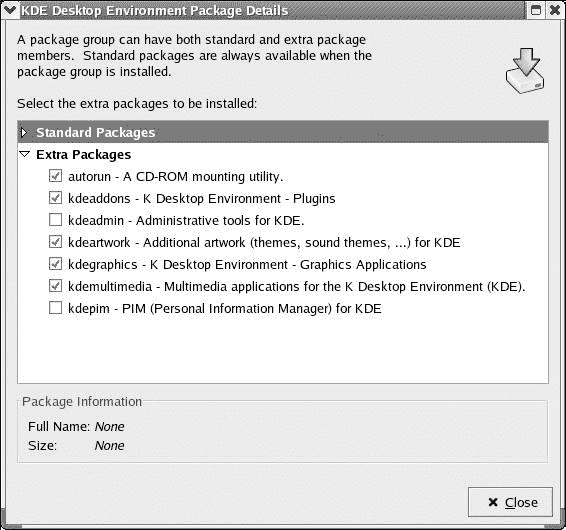 KDE Desktop Environment Package Details
A package group can have both standard and extra package
members. Standard packages are always available when the
package group is installed.
Select the extra packages to be installed:
Standard Packages
Extra Packages
autorun - A CD-ROM mounting utility.
kdeaddons - K Desktop Environment - Plugins
kdeadmin - Administrative tools for KDE.
kdeartwork - Additional artwork (themes, sound themes, ...) for KDE
kdegraphics - K Desktop Environment - Graphics Applications
kdemultimedia - Multimedia applications for the K Desktop Environment (KDE).
kdepim - PIM (Personal Information Manager) for KDE
Package Information
Full Name: None
Size: None
Close